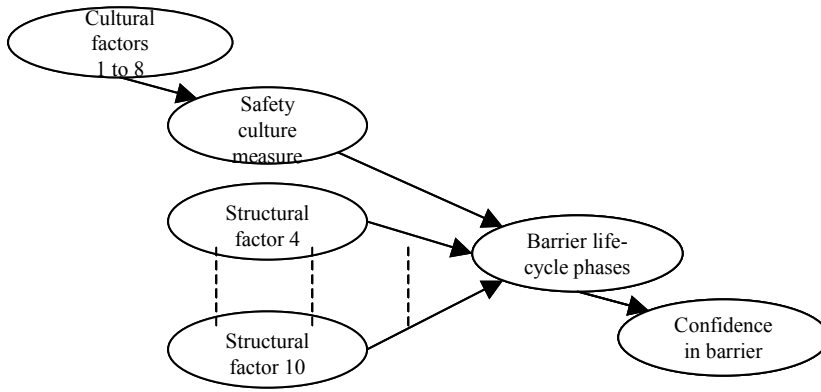 Cultural
factors
1 to 8
Safety
culture
measure
Structural
factor 4
Barrier life-
cycle phases
Structural
factor 10
Confidence
in barrier